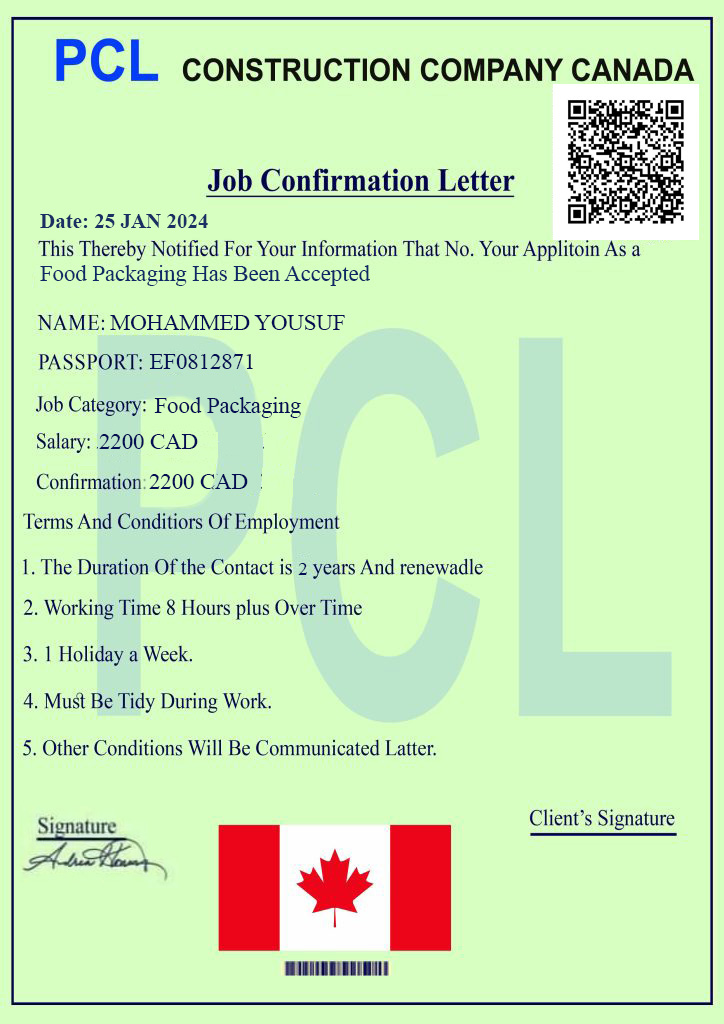 PCL CONSTRUCTION COMPANY CANADA
Job Confirmation Letter
Date: 25 JAN 2024
This Thereby Notified For Your Information That No. Your Applitoin As a
Food Packaging Has Been Accepted
NAME: MOHAMMED YOUSUF
PASSPORT: EF0812871
Job Category: Food Packaging
Salary: 2200 CAD
Confirmation: 2200 CAD
Terms And Conditiors Of Employment
1. The Duration Of the Contact is 2 years And renewadle
2. Working Time 8 Hours plus Over Time
3. 1 Holiday a Week.
4. Must Be Tidy During Work.
5. Other Conditions Will Be Communicated Latter.
PCL
Client's Signature
Signature